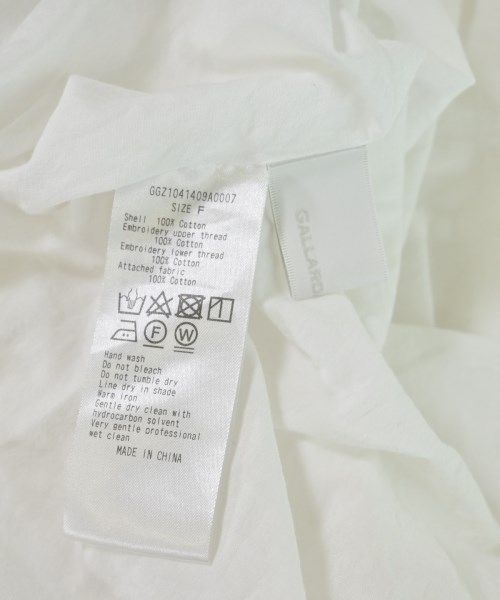 GGZ1041409A0007
SIZE F
Shell 100% Cotton
Embroidery upper thread
100% Cotton
Embroidery lower thread
100% Cotton
Attached fabric
100% Cotton
F W
Hand wash
Do not bleach
Do not tumble dry
Line dry in shade
Warm iron
Gentle dry clean with
hydrocarbon solvent
Very gentle professional
wet clean
MADE IN CHINA